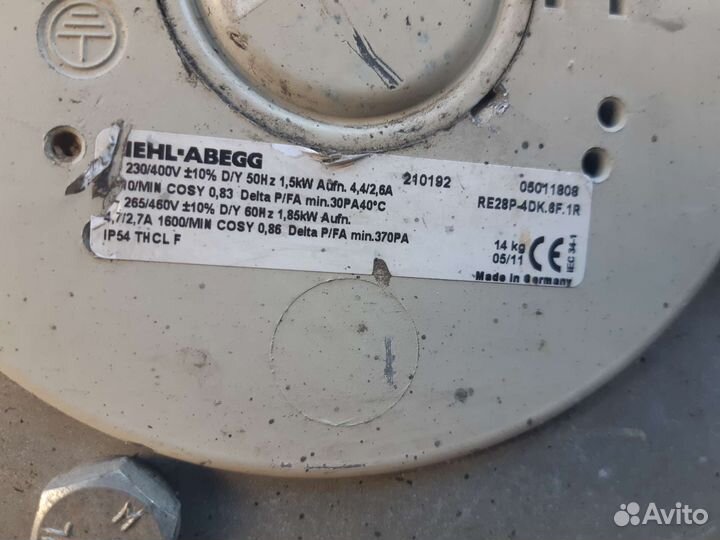 IEHL-ABEGG
230/400V ±10% D/Y 50Hz 1,5kW Aufn. 4,4/2,6A 210192 05011808
10/MIN COSY 0,83 Delta P/FA min.30PA40°C RE28P-4DK.6F.1R
265/460V ±10% D/Y 60Hz 1,85kW Aufn.
4,7/2,7A 1600/MIN COSY 0,86 Delta P/FA min.370PA
IP54 THCL F
14 kg
05/11
CE
IEC 34-1
Made in Germany
M
Avito